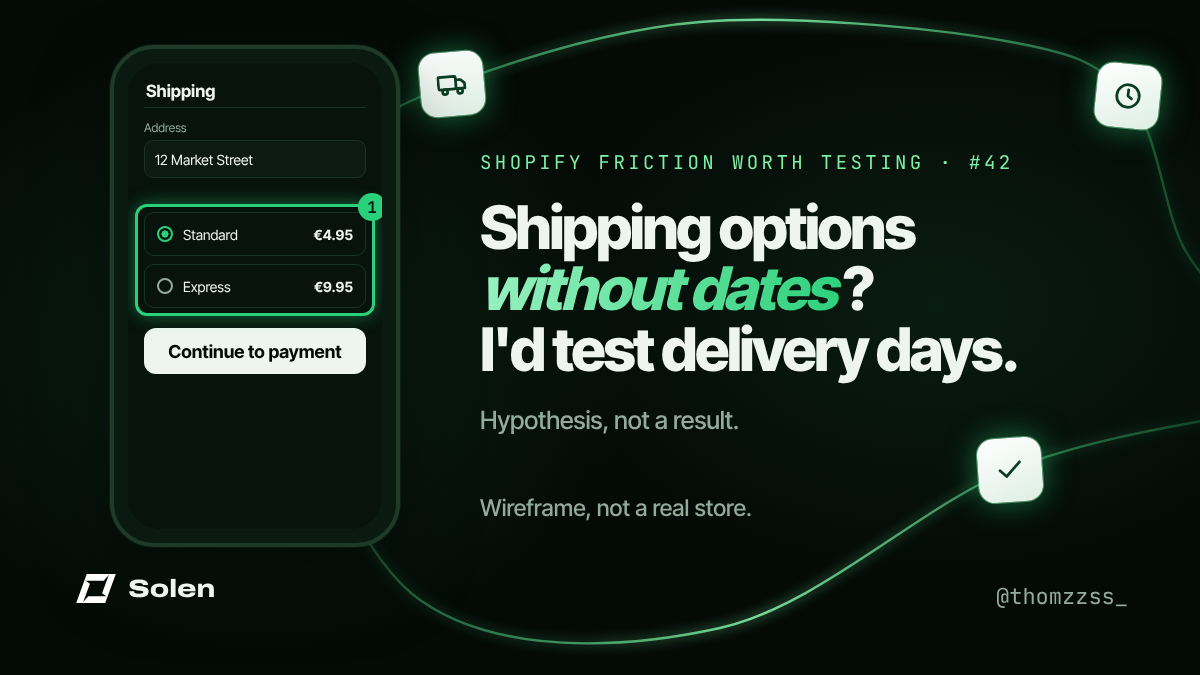 Shipping
Address
12 Market Street
1
Standard €4.95
Express €9.95
Continue to payment
SHOPIFY FRICTION WORTH TESTING · #42
Shipping options
without dates?
I'd test delivery days.
Hypothesis, not a result.
Wireframe, not a real store.
Solen
@thomzzss_